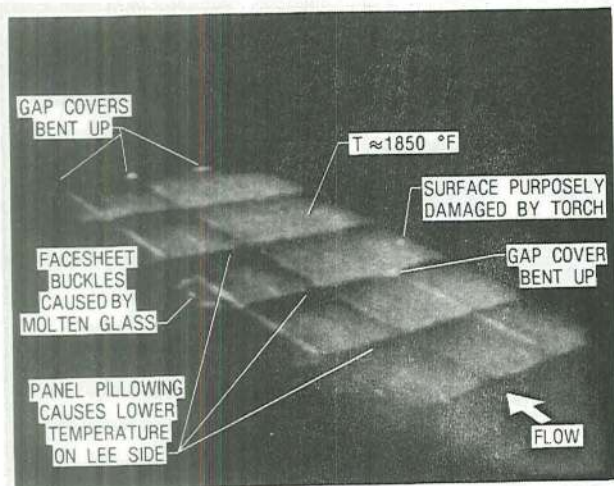 GAP COVERS
BENT UP
T ≈1850 °F
SURFACE PURPOSELY
DAMAGED BY TORCH
FACESHEET
BUCKLES
CAUSED BY
MOLTEN GLASS
GAP COVER
BENT UP
PANEL PILLOWING
CAUSES LOWER
TEMPERATURE
ON LEE SIDE
FLOW